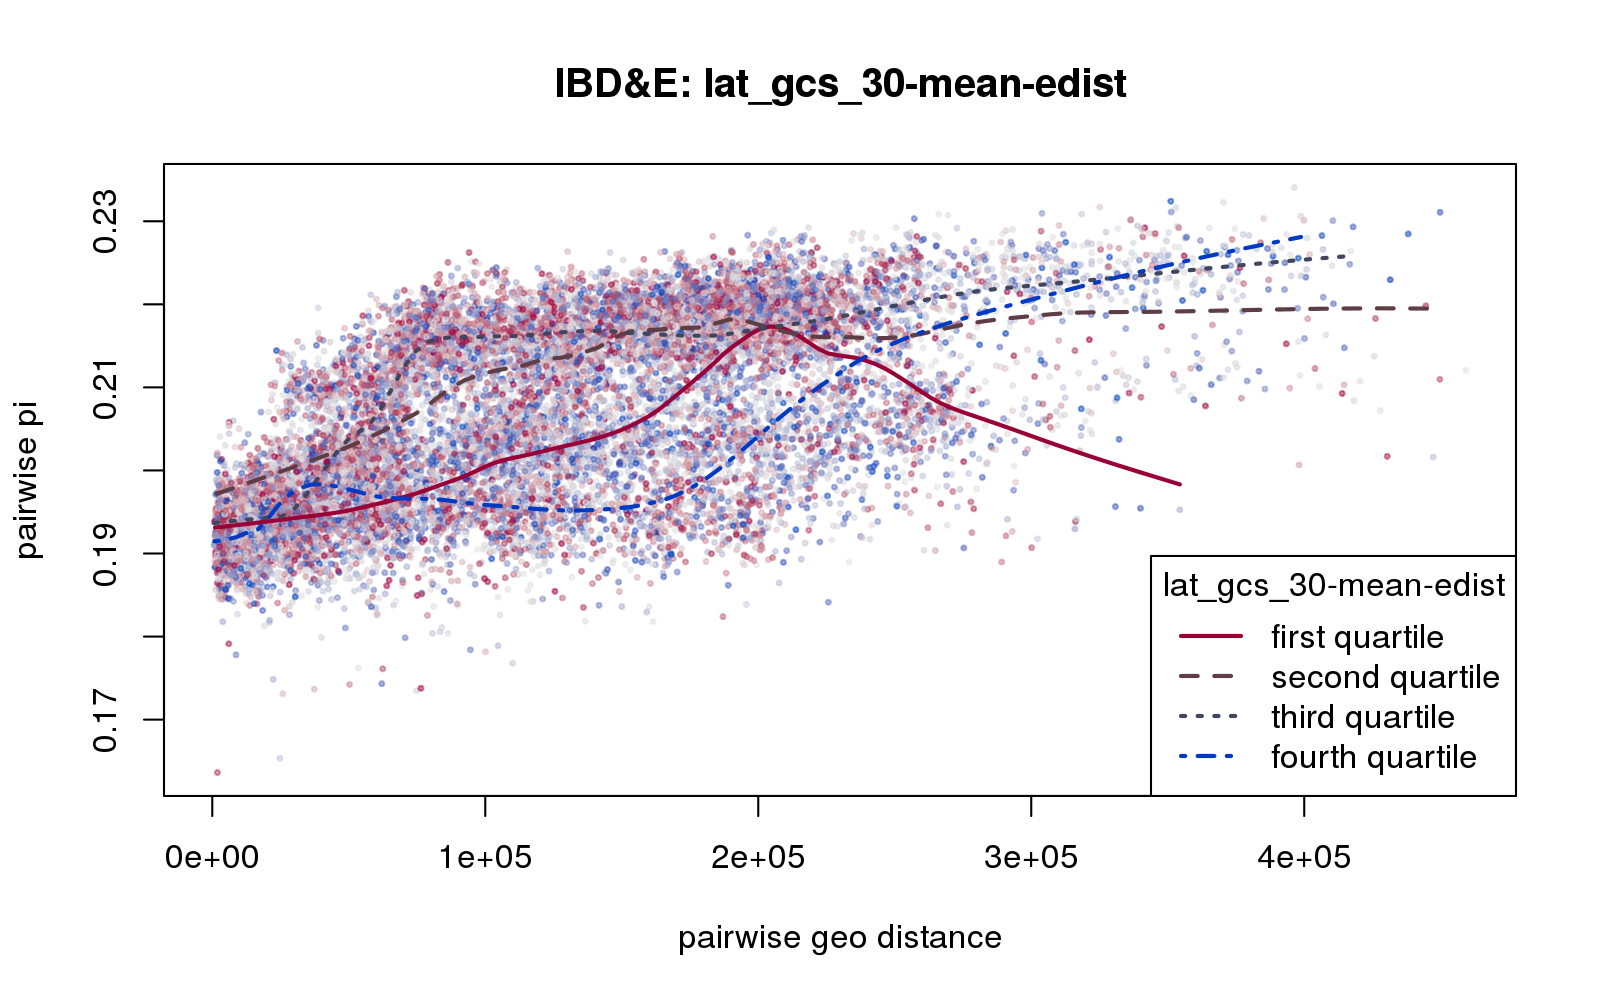 IBD&E: lat_gcs_30-mean-edist
pairwise pi
0.23
0.21
0.19
0.17
0e+00
1e+05
2e+05
3e+05
4e+05
pairwise geo distance
lat_gcs_30-mean-edist
first quartile
second quartile
third quartile
fourth quartile